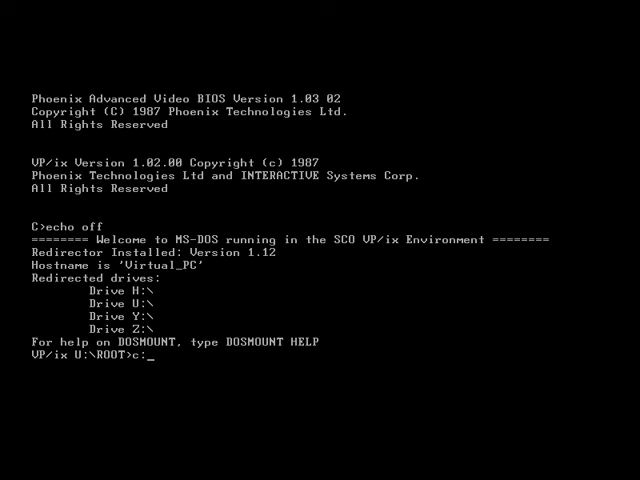 Phoenix Advanced Video BIOS Version 1.03 02
Copyright (C) 1987 Phoenix Technologies Ltd.
All Rights Reserved
VP/ix Version 1.02.00 Copyright (c) 1987
Phoenix Technologies Ltd and INTERACTIVE Systems Corp.
All Rights Reserved
C>echo off
======== Welcome to MS-DOS running in the SCO VP/ix Environment ========
Redirector Installed: Version 1.12
Hostname is 'Virtual_PC'
Redirected drives:
Drive H:\
Drive U:\
Drive Y:\
Drive Z:\
For help on DOSMOUNT, type DOSMOUNT HELP
VP/ix U:\ROOT>c:_